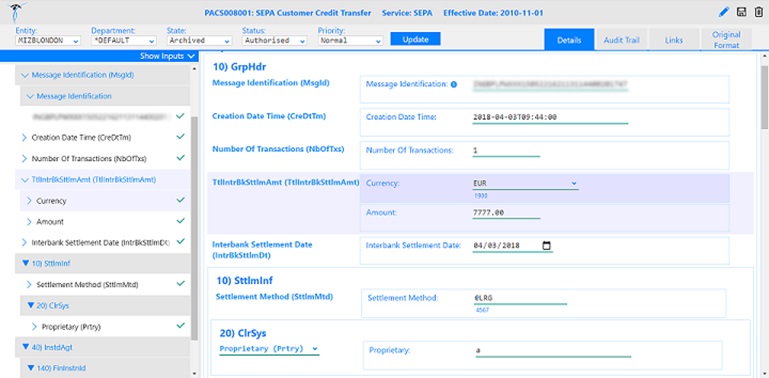 PACS008001: SEPA Customer Credit Transfer Service: SEPA Effective Date: 2010-11-01
Entity: Department: State: Status: Priority:
MIZBLONDON *DEFAULT Archived Authorised Normal Update
Details Audit Trail Links Original Format
Show Inputs
Message Identification (MsgId)
Message Identification
Creation Date Time (CreDtTm)
Number Of Transactions (NbOfTxs)
TtlIntrBkSttlmAmt (TtlIntrBkSttlmAmt)
Currency
Amount
Interbank Settlement Date (IntrBkSttlmDt)
10) SttlmInf
Settlement Method (SttlmMtd)
20) ClrSys
Proprietary (Prtry)
40) InstdAgt
140) FinInstnId
10) GrpHdr
Message Identification (MsgId) Message Identification:
Creation Date Time (CreDtTm) Creation Date Time: 2018-04-03T09:44:00
Number Of Transactions (NbOfTxs) Number Of Transactions: 1
TtlIntrBkSttlmAmt (TtlIntrBkSttlmAmt) Currency: EUR
1930
Amount: 7777.00
Interbank Settlement Date (IntrBkSttlmDt) Interbank Settlement Date: 04/03/2018
10) SttlmInf
Settlement Method (SttlmMtd) Settlement Method: @LRG
4567
20) ClrSys
Proprietary (Prtry) Proprietary: a